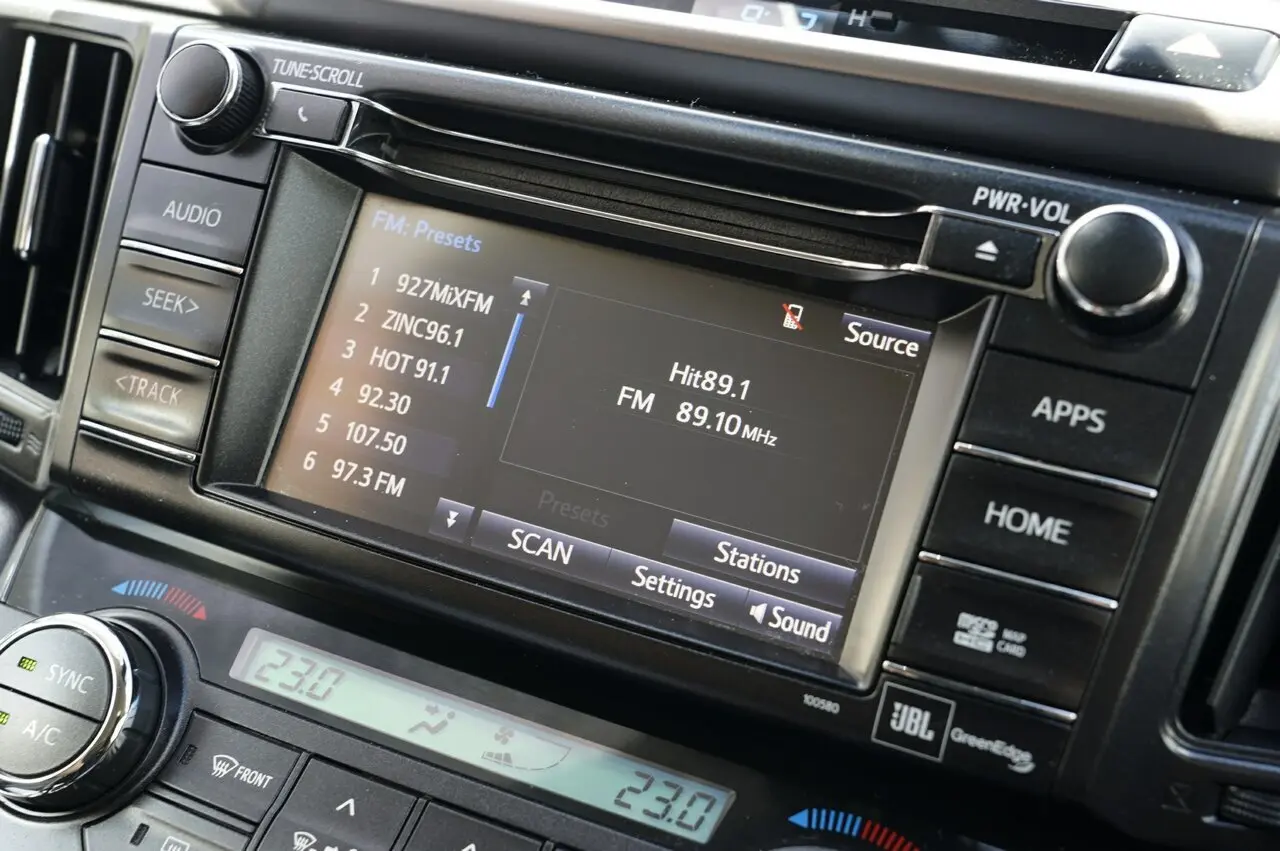 TUNE·SCROLL
PWR·VOL
AUDIO
SEEK>
<TRACK
FM: Presets
1 927MiXFM
2 ZINC96.1
3 HOT 91.1
4 92.30
5 107.50
6 97.3 FM
Source
Hit89.1
FM 89.10 MHz
Presets
SCAN
Stations
Settings
Sound
APPS
HOME
micro SD MAP CARD
100580
JBL GreenEdge
SYNC
A/C
23.0
23.0
FRONT